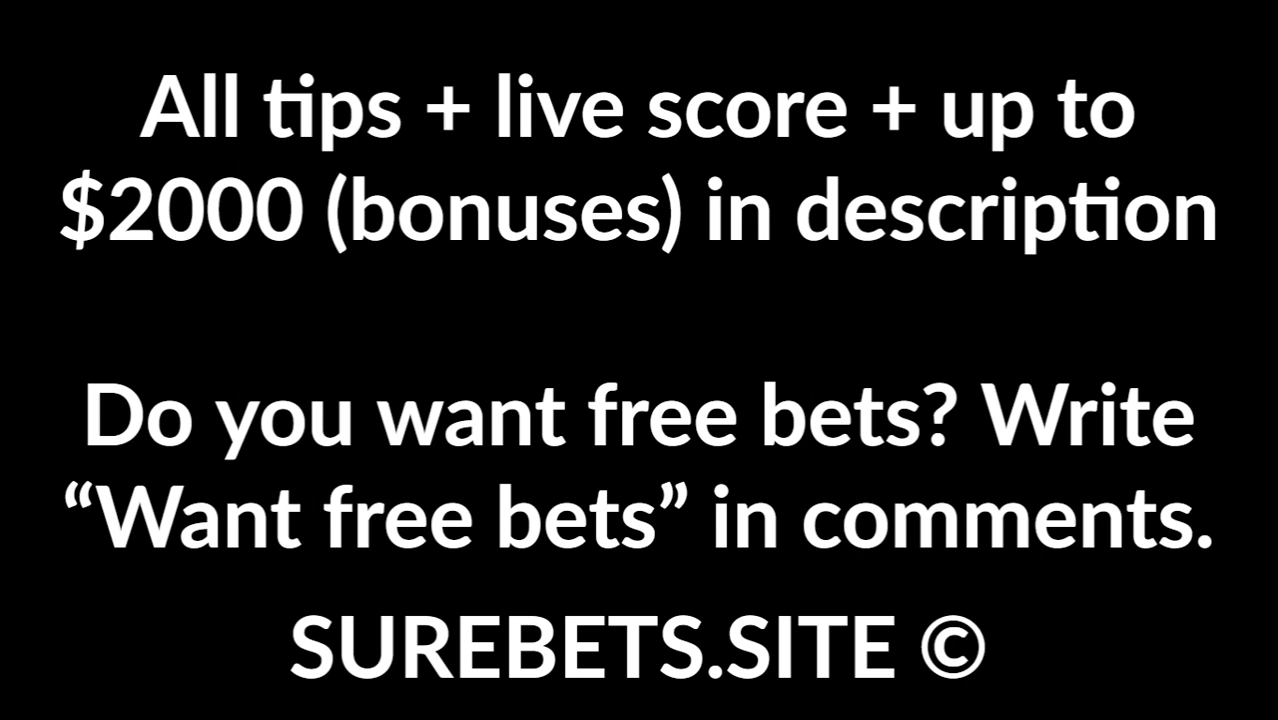 All tips + live score + up to
$2000 (bonuses) in description
Do you want free bets? Write
“Want free bets” in comments.
SUREBETS.SITE ©